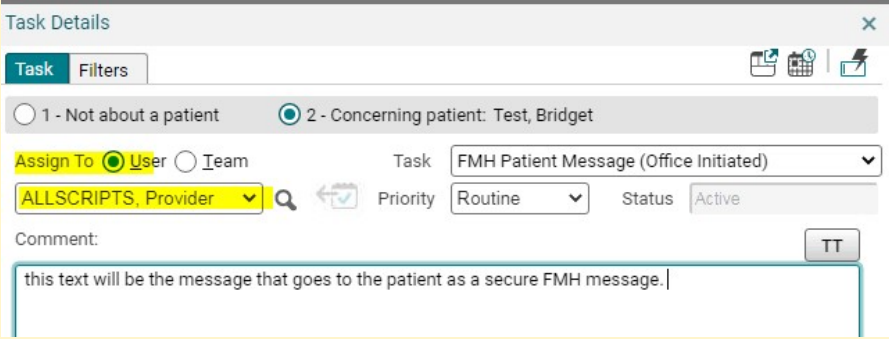 Task Details
Task Filters
1 - Not about a patient 2 - Concerning patient: Test, Bridget
Assign To User Team Task FMH Patient Message (Office Initiated)
ALLSCRIPTS, Provider Priority Routine Status Active
Comment: TT
this text will be the message that goes to the patient as a secure FMH message.